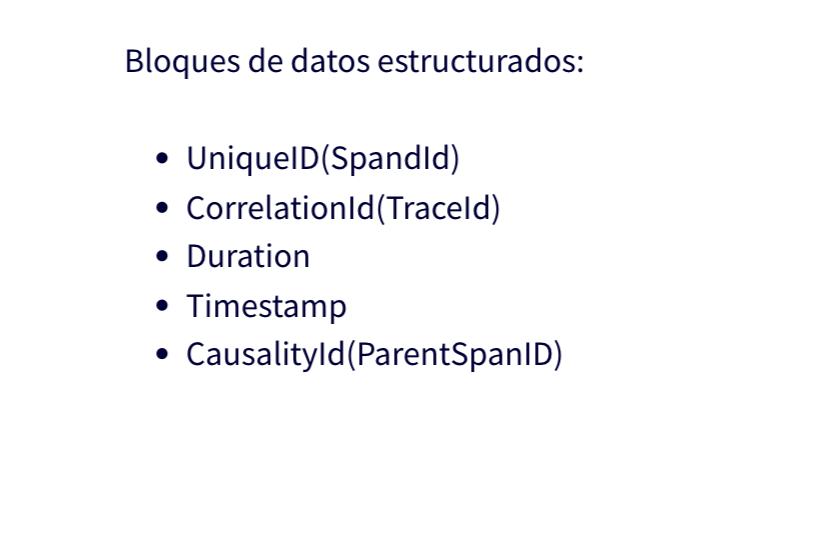 Bloques de datos estructurados:
• UniqueID(SpandId)
• CorrelationId(TraceId)
• Duration
• Timestamp
• CausalityId(ParentSpanID)